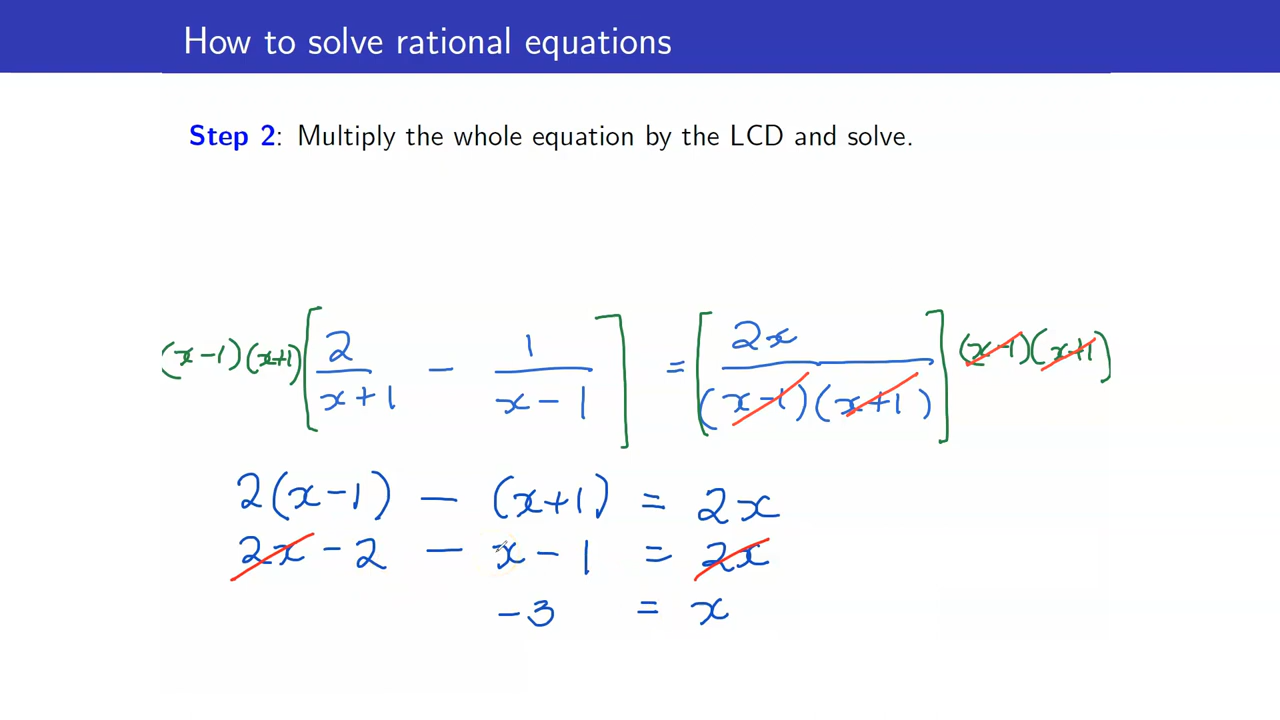 How to solve rational equations
Step 2: Multiply the whole equation by the LCD and solve.
(x-1)(x+1) [ 2/(x+1) - 1/(x-1) ] = [ 2x/((x-1)(x+1)) ] (x-1)(x+1)
2(x-1) - (x+1) = 2x
2x - 2 - x - 1 = 2x
-3 = x